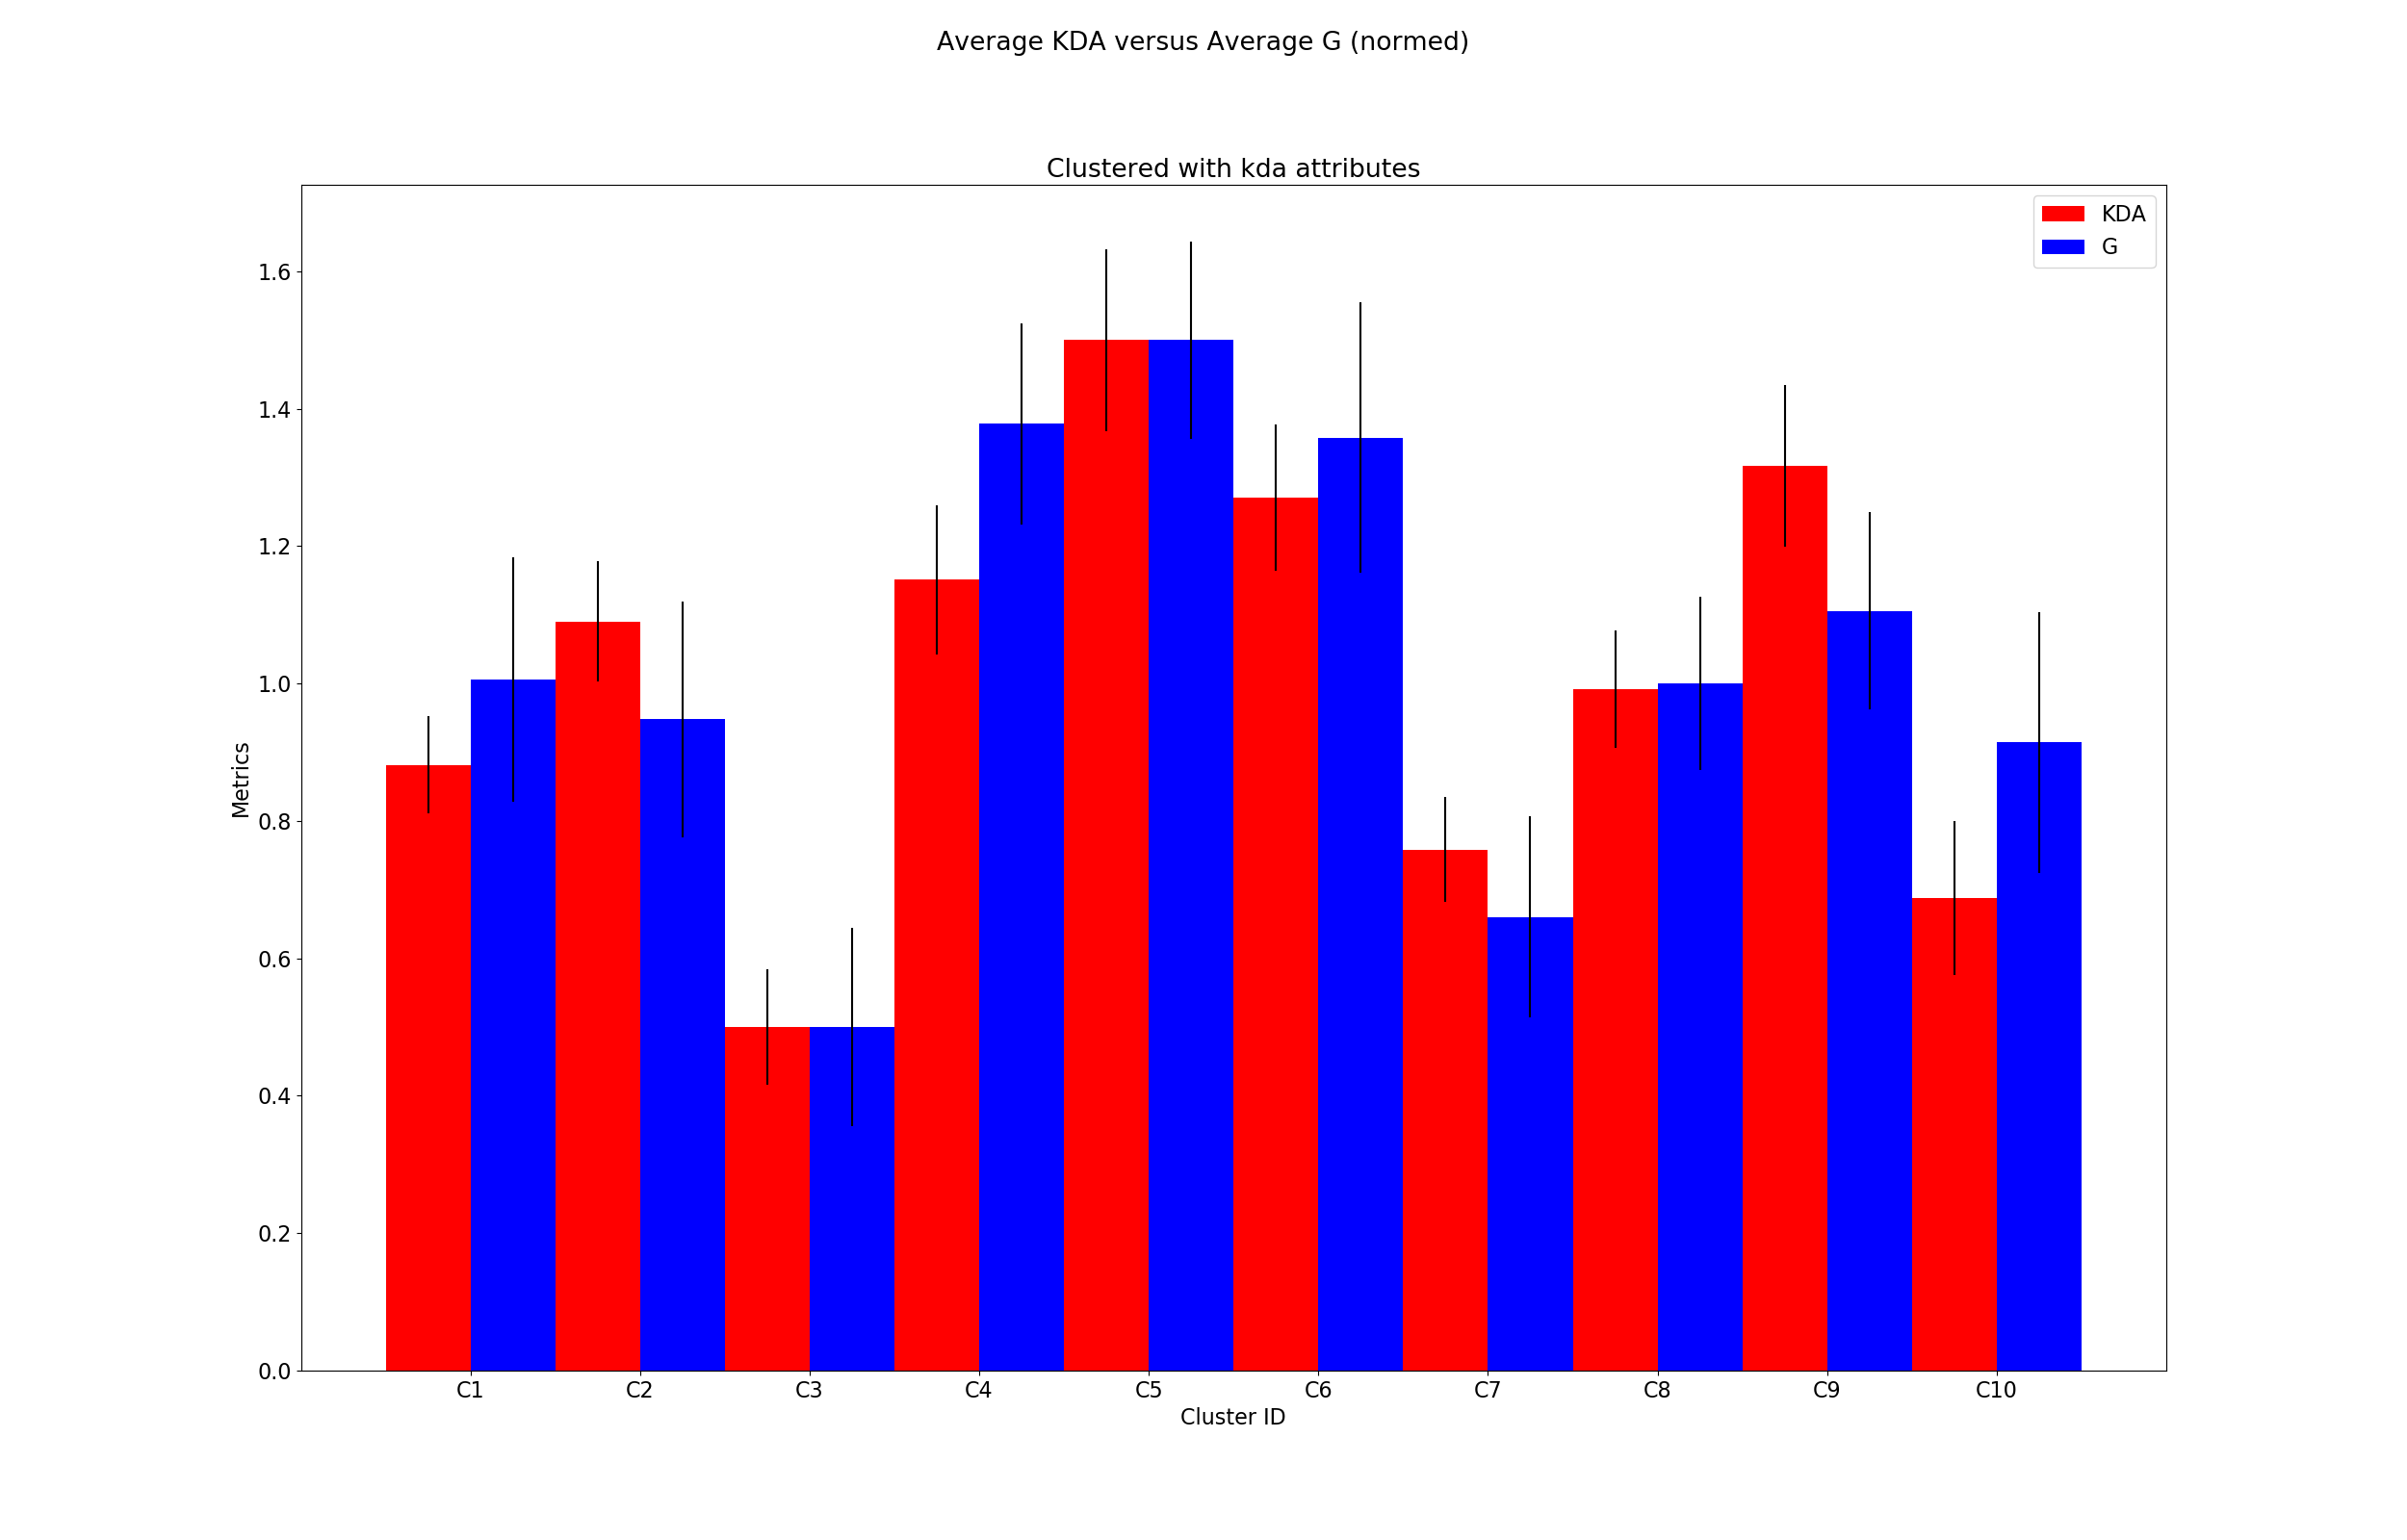 Average KDA versus Average G (normed)
Clustered with kda attributes
KDA
G
1.6
1.4
1.2
1.0
0.8
0.6
0.4
0.2
0.0
Metrics
C1 C2 C3 C4 C5 C6 C7 C8 C9 C10
Cluster ID